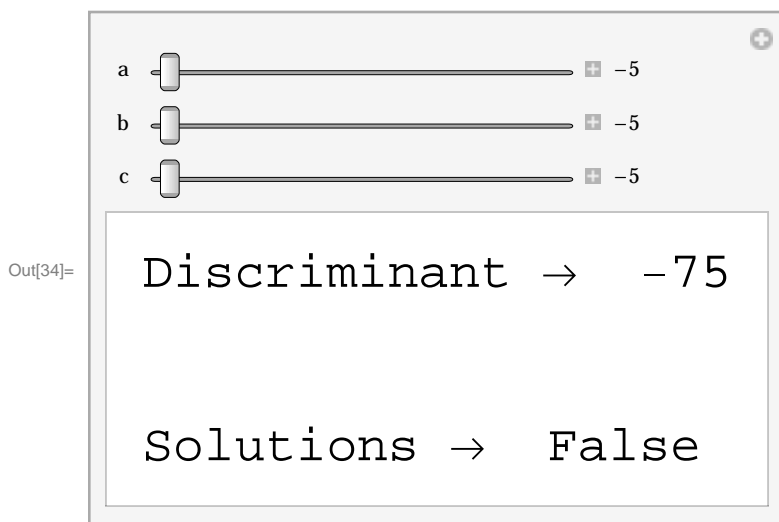 a −5
b −5
c −5
Out[34]=
Discriminant → −75
Solutions → False